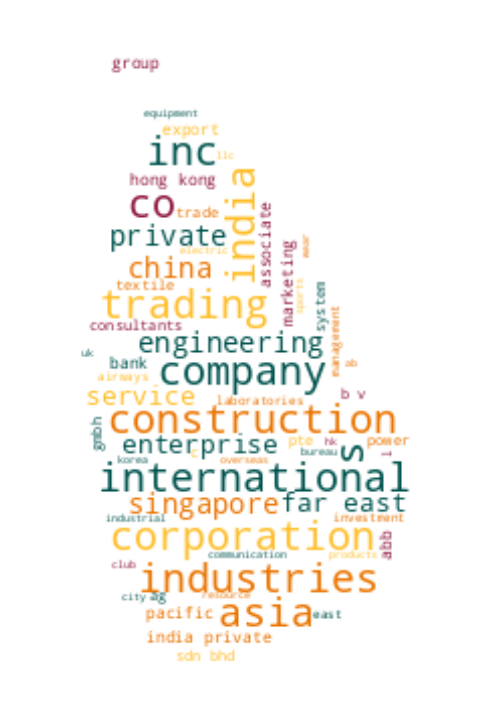 group
equipment
export
inc llc
hong kong
co trade
india
private
associate
electric
china
marketing
wear
textile
sports
trading
system
consultants
management
engineering
uk
bank
company
ab
airways
service
laboratories
b v
construction
gmbh
enterprise
pte hk power
s
bureau
l
korea
overseas
international
singapore far east
industrial
investment
corporation
abb
communication
products
club
industries
city ag
resource
asia
pacific
east
india private
sdn bhd